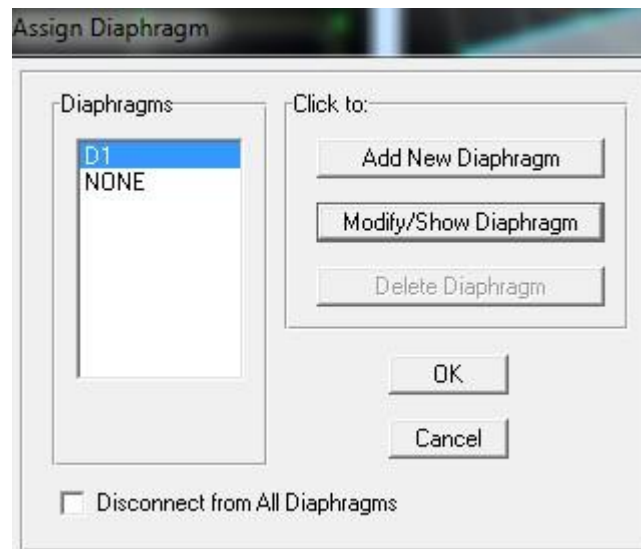 Assign Diaphragm
Diaphragms
D1
NONE
Click to:
Add New Diaphragm
Modify/Show Diaphragm
Delete Diaphragm
OK
Cancel
Disconnect from All Diaphragms